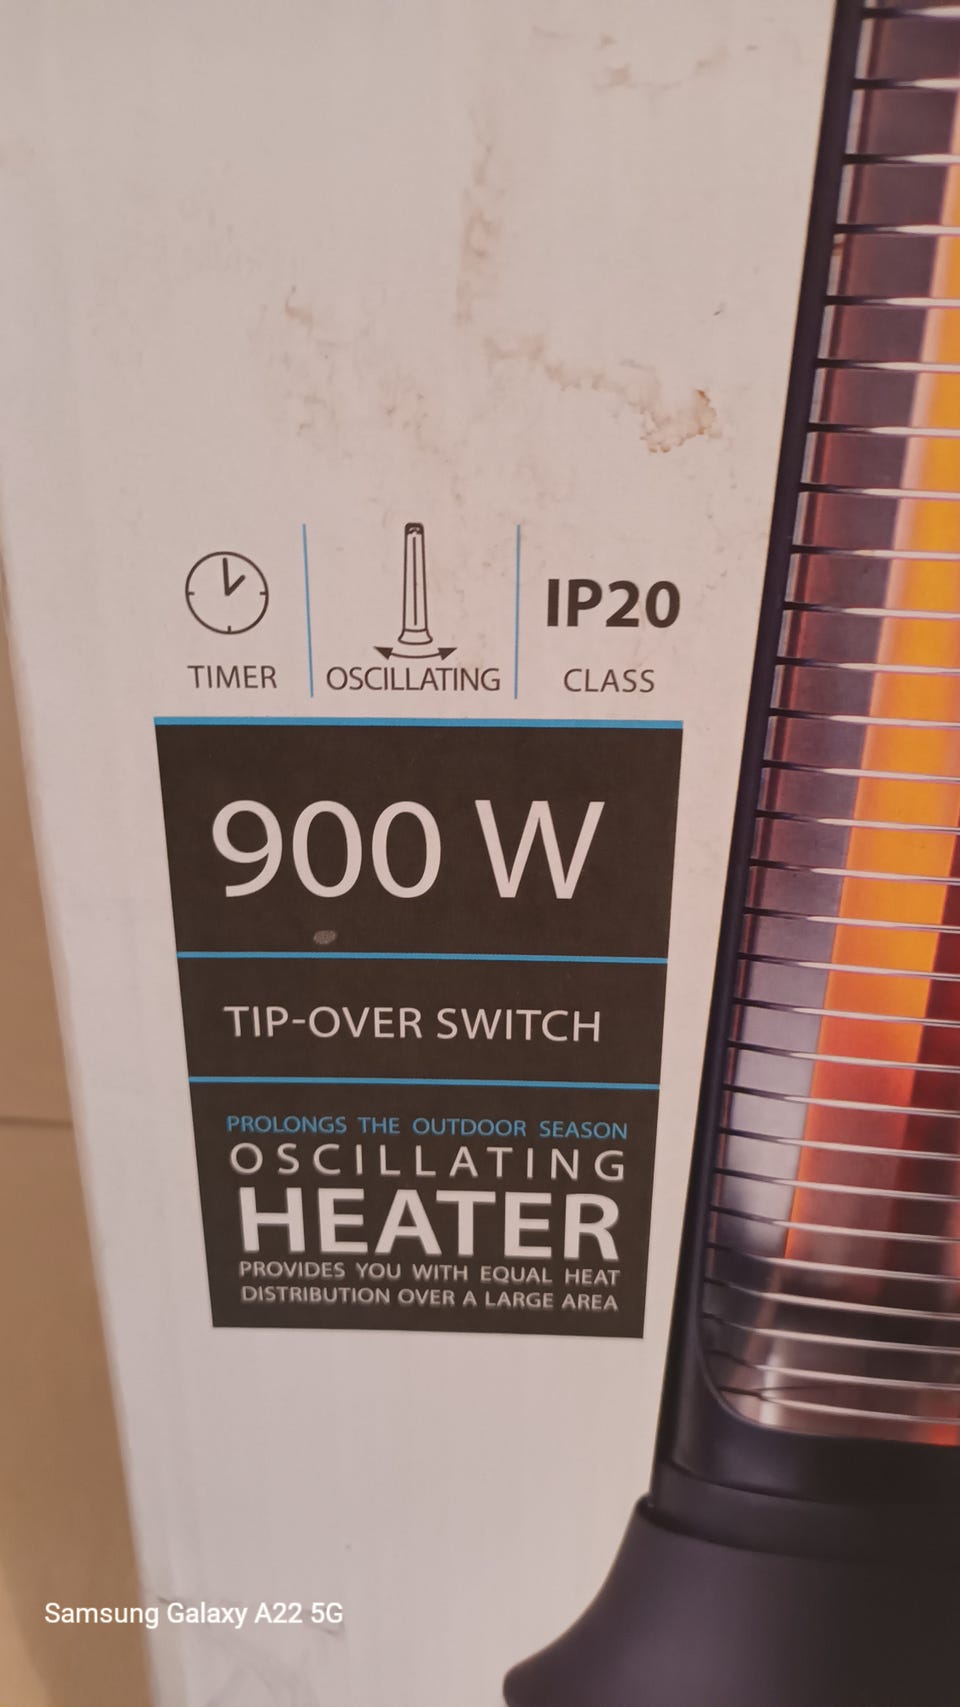 TIMER
OSCILLATING
IP20
CLASS
900 W
TIP-OVER SWITCH
PROLONGS THE OUTDOOR SEASON
OSCILLATING
HEATER
PROVIDES YOU WITH EQUAL HEAT
DISTRIBUTION OVER A LARGE AREA
Samsung Galaxy A22 5G